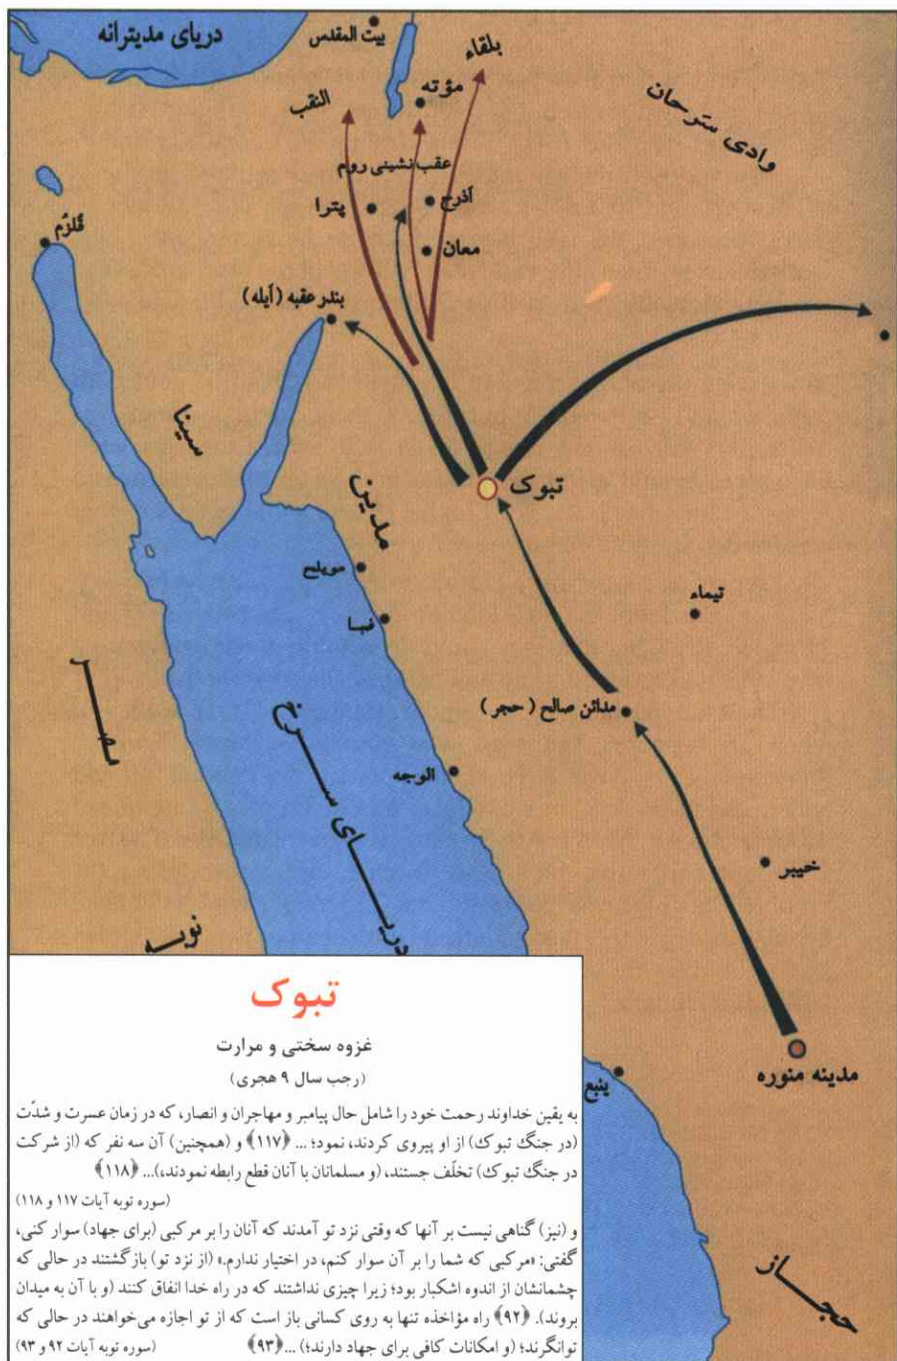 دریای مدیترانه
بیت المقدس
بلقاء
مؤته
النقب
وادی سرحان
عقب نشینی روم
اَذرح
پترا
معان
قُلزُم
بندر عقبه (اَیله)
سینا
تبوک
مدین
مویلح
ضبا
تیماء
مدائن صالح (حجر)
مصر
دریای سرخ
الوجه
خیبر
نوبه
مدینه منوره
ینبع
حجاز
تبوک
غزوه سختی و مرارت
(رجب سال ۹ هجری)
به یقین خداوند رحمت خود را شامل حال پیامبر و مهاجران و انصار، که در زمان عسرت و شدّت
(در جنگ تبوک) از او پیروی کردند، نمود؛ ... ﴿۱۱۷﴾ و (همچنین) آن سه نفر که (از شرکت
در جنگ تبوک) تخلّف جستند، (و مسلمانان با آنان قطع رابطه نمودند،)... ﴿۱۱۸﴾
(سوره توبه آیات ۱۱۷ و ۱۱۸)
و (نیز) گناهی نیست بر آنها که وقتی نزد تو آمدند که آنان را بر مرکبی (برای جهاد) سوار کنی،
گفتی: «مرکبی که شما را بر آن سوار کنم، در اختیار ندارم.» (از نزد تو) بازگشتند در حالی که
چشمانشان از اندوه اشکبار بود؛ زیرا چیزی نداشتند که در راه خدا انفاق کنند (و با آن به میدان
بروند). ﴿۹۲﴾ راه مؤاخذه تنها به روی کسانی باز است که از تو اجازه می‌خواهند در حالی که
توانگرند؛ (و امکانات کافی برای جهاد دارند؛) ...﴿۹۳﴾ (سوره توبه آیات ۹۲ و ۹۳)